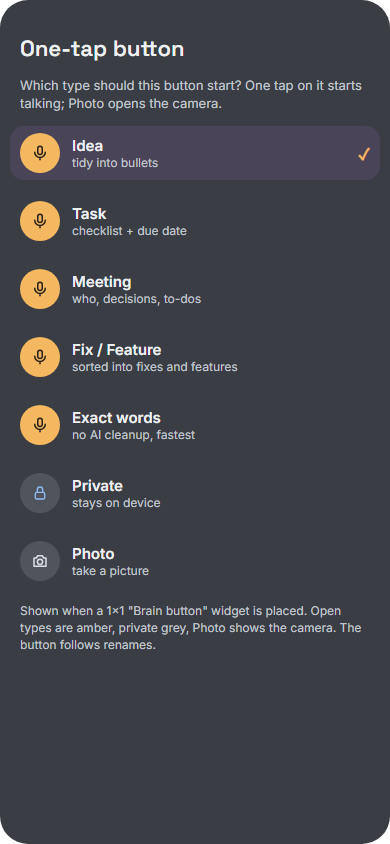 One-tap button
Which type should this button start? One tap on it starts
talking; Photo opens the camera.
Idea
tidy into bullets
Task
checklist + due date
Meeting
who, decisions, to-dos
Fix / Feature
sorted into fixes and features
Exact words
no AI cleanup, fastest
Private
stays on device
Photo
take a picture
Shown when a 1×1 "Brain button" widget is placed. Open
types are amber, private grey, Photo shows the camera. The
button follows renames.